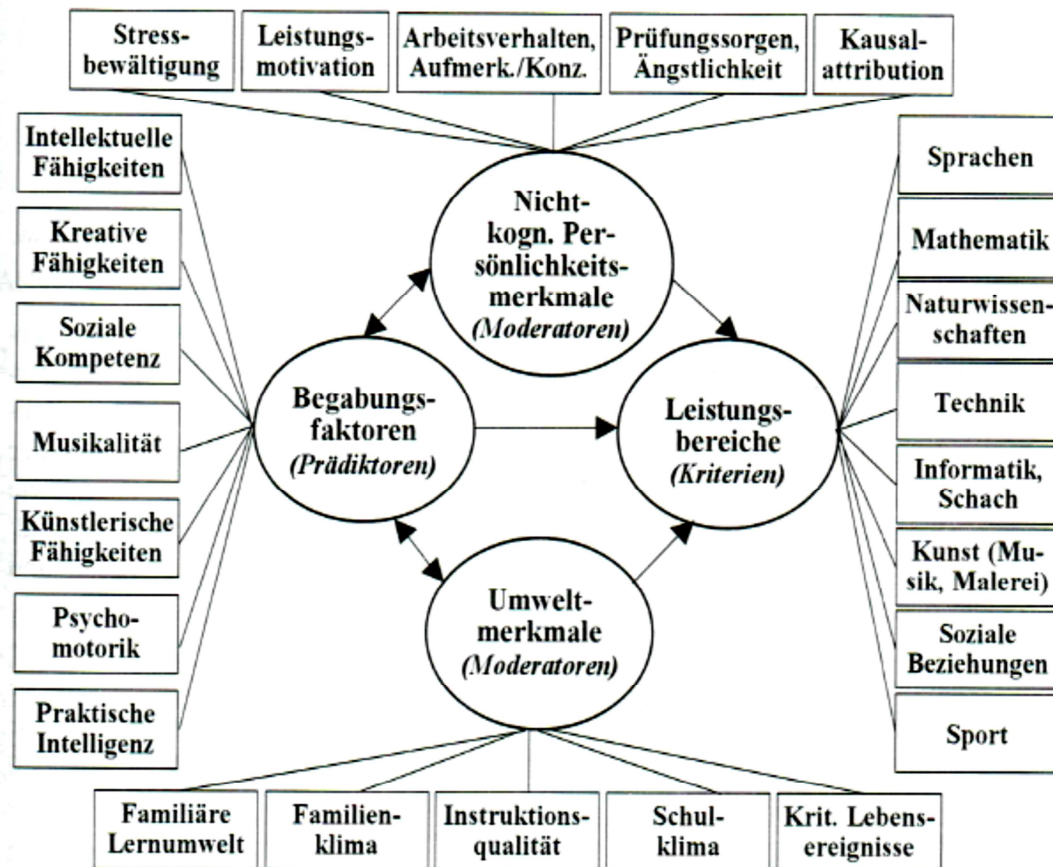 Stress-
bewältigung
Leistungs-
motivation
Arbeitsverhalten,
Aufmerk./Konz.
Prüfungssorgen,
Ängstlichkeit
Kausal-
attribution
Intellektuelle
Fähigkeiten
Kreative
Fähigkeiten
Soziale
Kompetenz
Musikalität
Künstlerische
Fähigkeiten
Psycho-
motorik
Praktische
Intelligenz
Nicht-
kogn. Per-
sönlichkeits-
merkmale
(Moderatoren)
Begabungs-
faktoren
(Prädiktoren)
Leistungs-
bereiche
(Kriterien)
Umwelt-
merkmale
(Moderatoren)
Sprachen
Mathematik
Naturwissen-
schaften
Technik
Informatik,
Schach
Kunst (Mu-
sik, Malerei)
Soziale
Beziehungen
Sport
Familiäre
Lernumwelt
Familien-
klima
Instruktions-
qualität
Schul-
klima
Krit. Lebens-
ereignisse